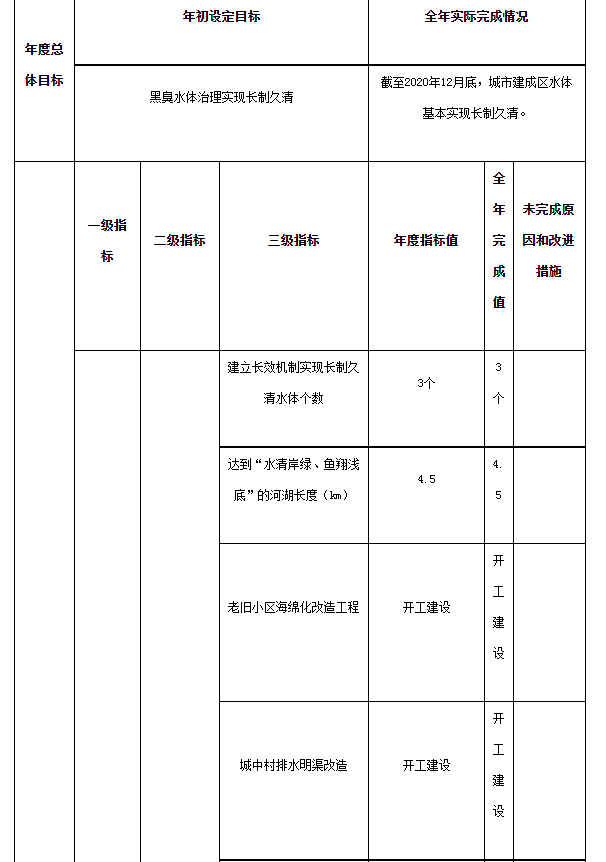 年初设定目标
全年实际完成情况
年度总
体目标
黑臭水体治理实现长制久清
截至2020年12月底，城市建成区水体
基本实现长制久清。
一级指
标
二级指标
三级指标
年度指标值
全
年
完
成
值
未完成原
因和改进
措施
建立长效机制实现长制久
清水体个数
3个
3
个
达到“水清岸绿、鱼翔浅
底”的河湖长度（km）
4.5
4.
5
老旧小区海绵化改造工程
开工建设
开
工
建
设
城中村排水明渠改造
开工建设
开
工
建
设